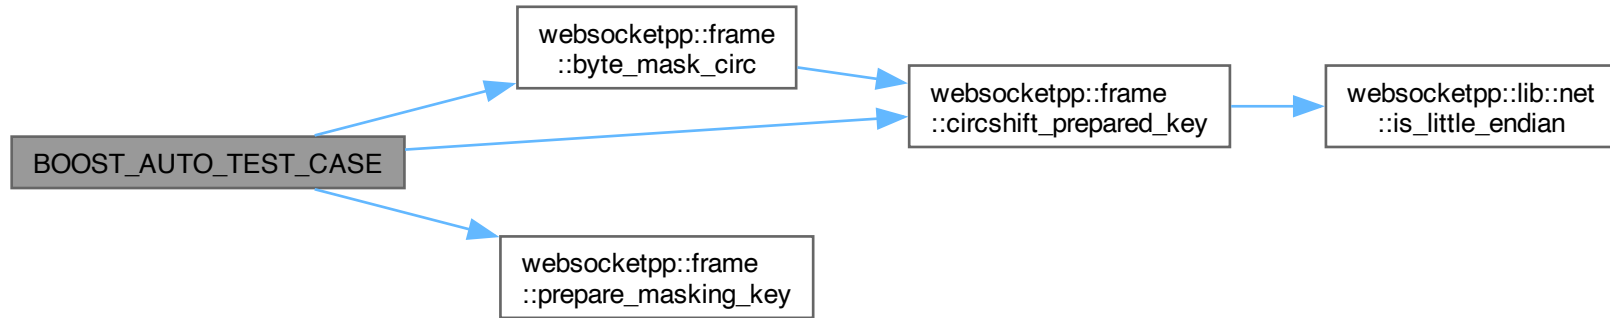 websocketpp::frame
::byte_mask_circ
websocketpp::frame
::circshift_prepared_key
websocketpp::lib::net
::is_little_endian
BOOST_AUTO_TEST_CASE
websocketpp::frame
::prepare_masking_key